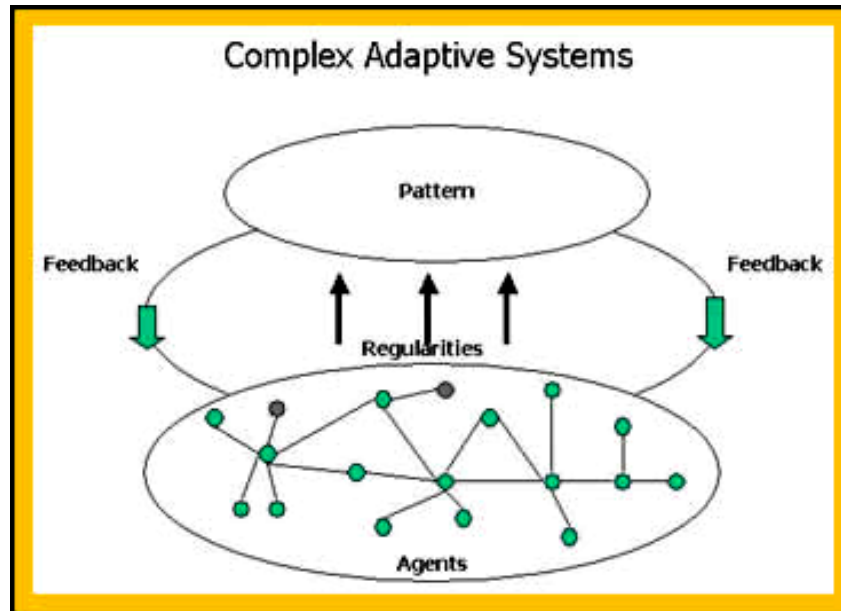 Complex Adaptive Systems
Pattern
Feedback
Feedback
Regularities
Agents